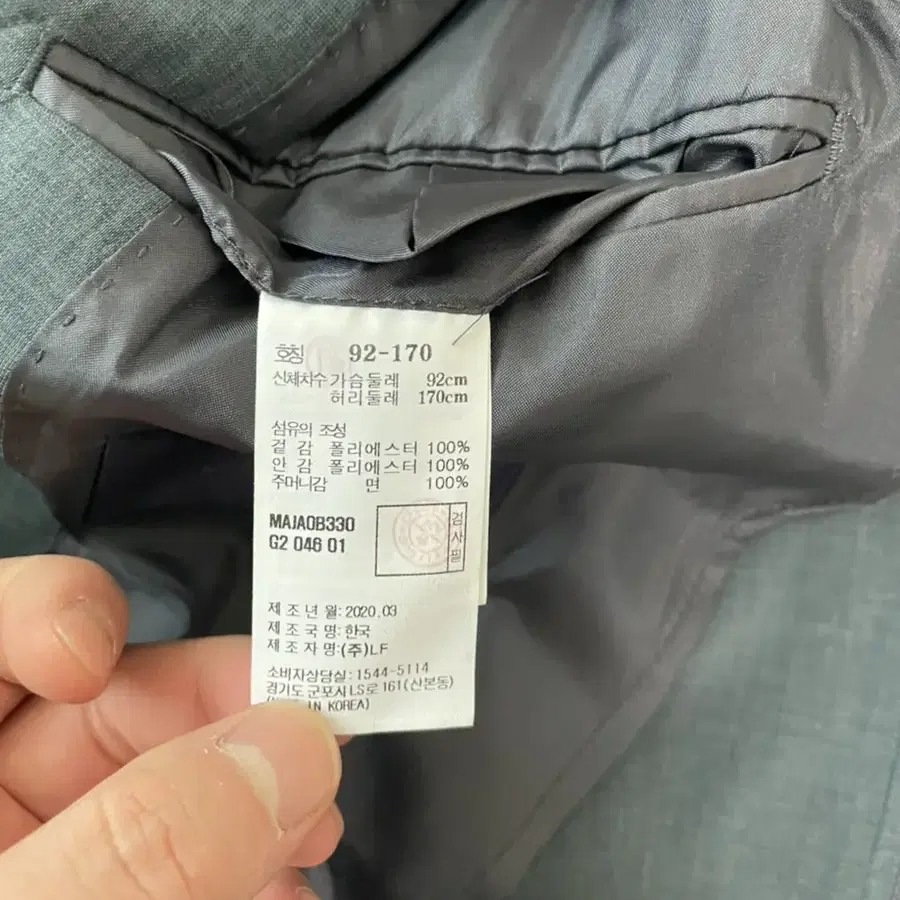 호칭 92-170
신체치수 가슴둘레 92cm
허리둘레 170cm
섬유의 조성
겉 감 폴리에스터 100%
안 감 폴리에스터 100%
주머니감 면 100%
MAJA0B330
G2 046 01
검사필
제 조 년 월: 2020.03
제 조 국 명: 한국
제 조 자 명: (주)LF
소비자상담실: 1544-5114
경기도 군포시 LS로 161(산본동)
IN KOREA)